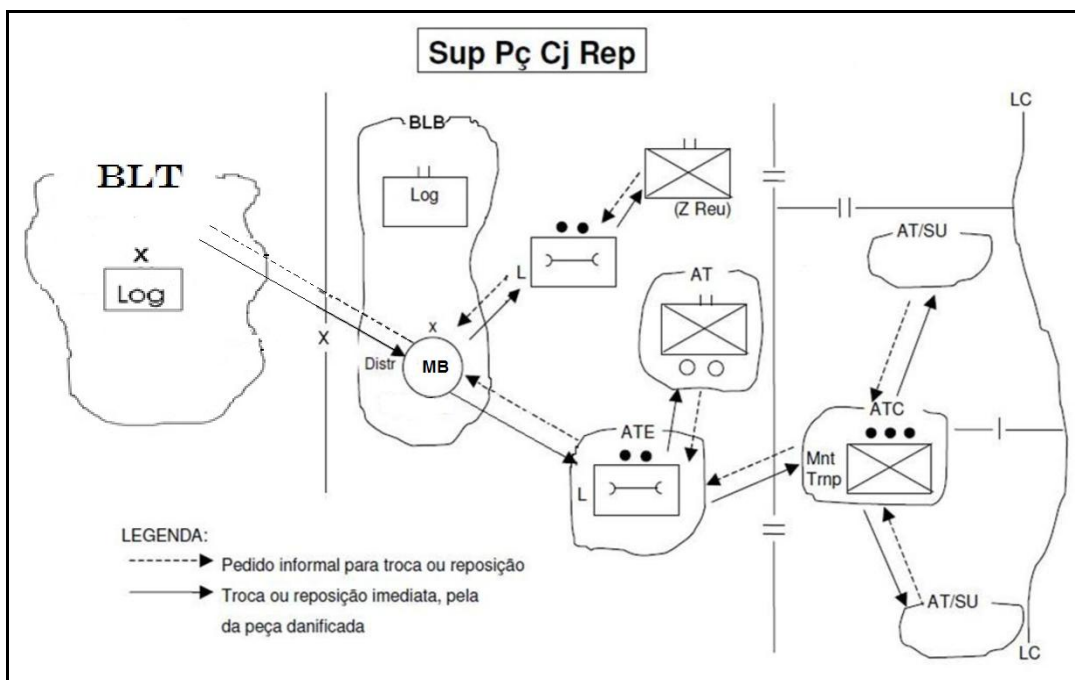 Sup Pç Cj Rep
BLT
X
Log
X
BLB
Log
X
MB
Distr
L
(Z Reu)
AT
ATE
L
LC
AT/SU
ATC
Mnt
Trnp
AT/SU
LC
LEGENDA:
Pedido informal para troca ou reposição
Troca ou reposição imediata, pela
da peça danificada